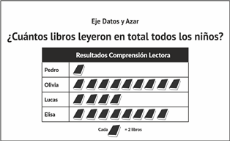 Eje Datos y Azar
¿Cuántos libros leyeron en total todos los niños?
Resultados Comprensión Lectora
Pedro
Olivia
Lucas
Elisa
Cada = 2 libros